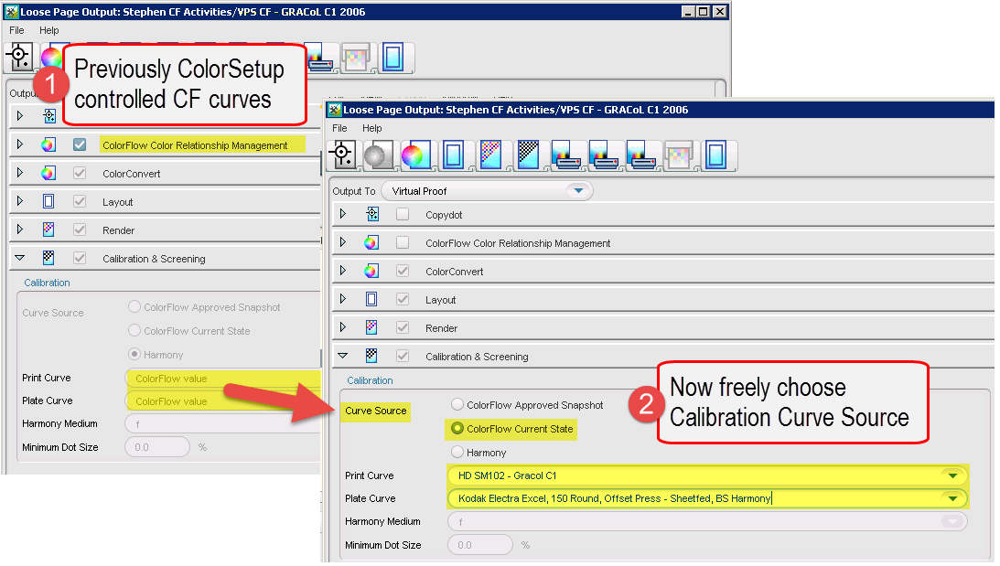 Loose Page Output: Stephen CF Activities/VPS CF - GRACoL C1 2006
File Help
1 Previously ColorSetup
controlled CF curves
Outpu
ColorFlow Color Relationship Management
ColorConvert
Layout
Render
Calibration & Screening
Calibration
Curve Source
ColorFlow Approved Snapshot
ColorFlow Current State
Harmony
Print Curve ColorFlow value
Plate Curve ColorFlow value
Harmony Medium f
Minimum Dot Size 0.0 %
Loose Page Output: Stephen CF Activities/VPS CF - GRACoL C1 2006
File Help
Output To Virtual Proof
Copydot
ColorFlow Color Relationship Management
ColorConvert
Layout
Render
Calibration & Screening
Calibration
2 Now freely choose
Calibration Curve Source
Curve Source
ColorFlow Approved Snapshot
ColorFlow Current State
Harmony
Print Curve HD SM102 - Gracol C1
Plate Curve Kodak Electra Excel, 150 Round, Offset Press - Sheetfed, BS Harmony
Harmony Medium f
Minimum Dot Size 0.0 %